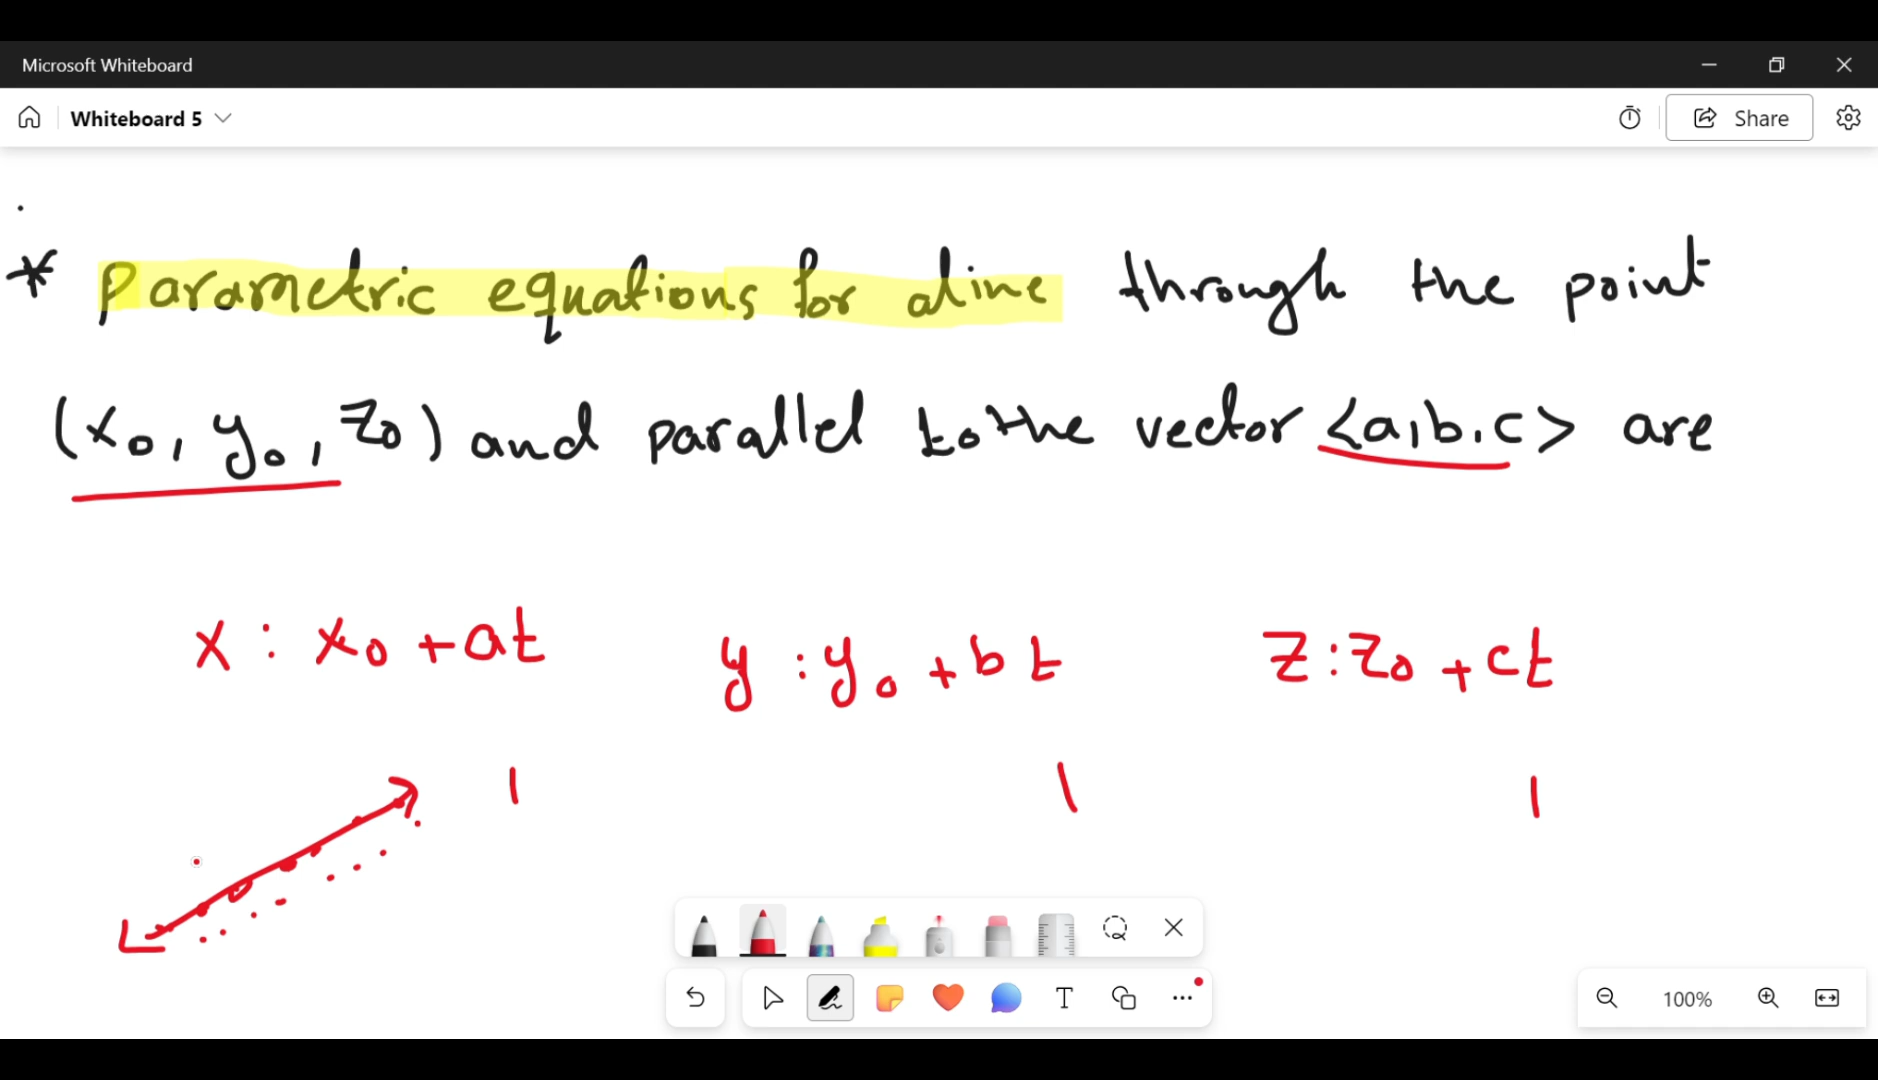 Microsoft Whiteboard
Whiteboard 5
Share
* Parametric equations for aline through the point
(x₀, y₀, z₀) and parallel to the vector <a,b,c> are
x : x₀ + at y : y₀ + bt z : z₀ + ct
100%